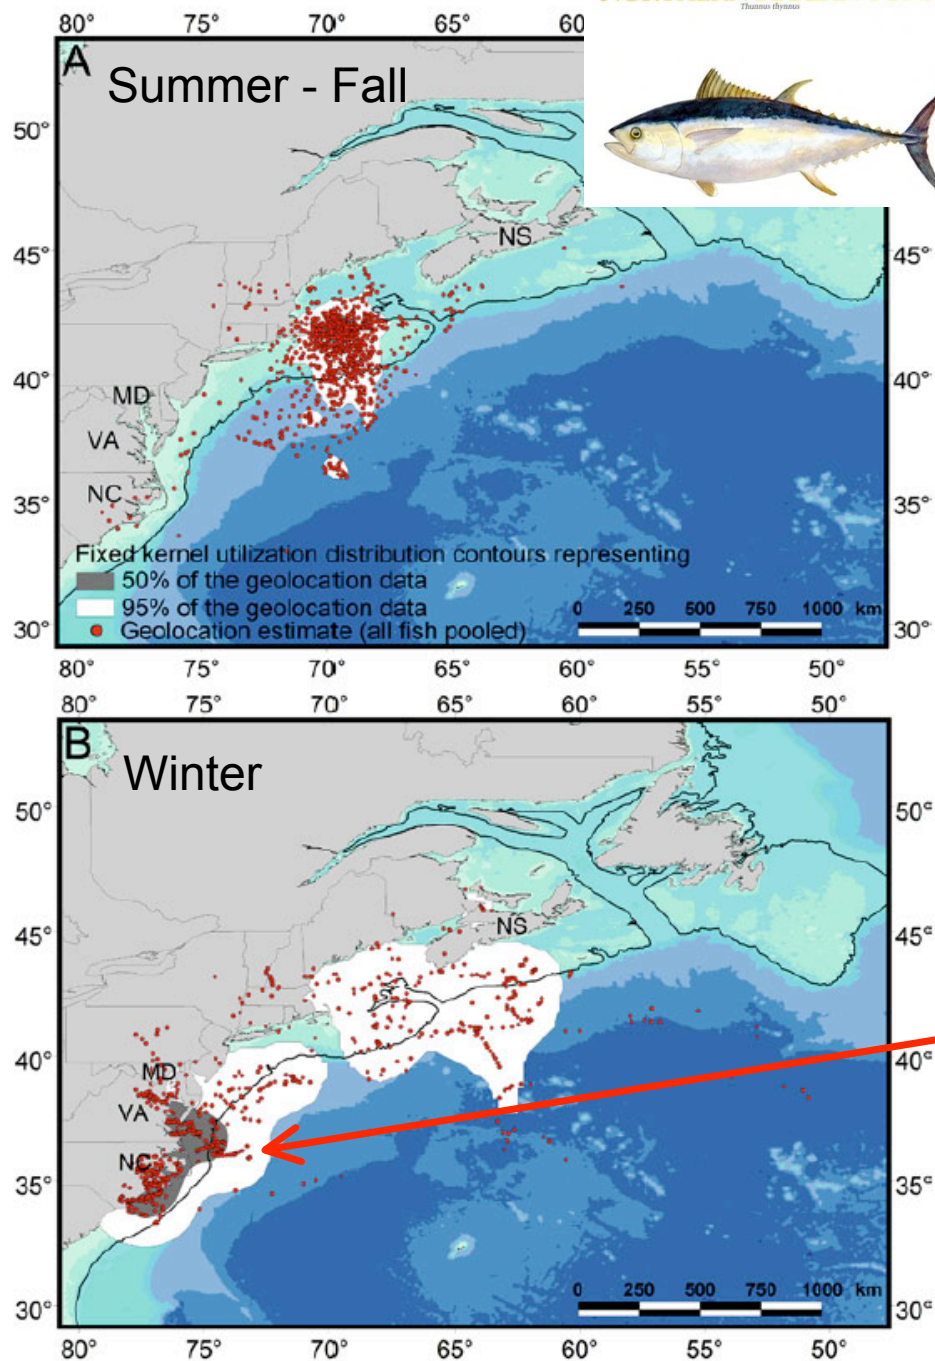 Thunnus thynnus
80° 75° 70° 65° 60
A
Summer - Fall
50°
NS
45° 45°
40° 40°
MD
VA
NC
35° 35°
Fixed kernel utilization distribution contours representing
50% of the geolocation data
95% of the geolocation data
Geolocation estimate (all fish pooled)
0 250 500 750 1000 km
30° 30°
80° 75° 70° 65° 60° 55° 50°
80° 75° 70° 65° 60° 55° 50°
B
Winter
50° 50°
NS
45° 45°
40° 40°
MD
VA
NC
35° 35°
0 250 500 750 1000 km
30° 30°
80° 75° 70° 65° 60° 55° 50°